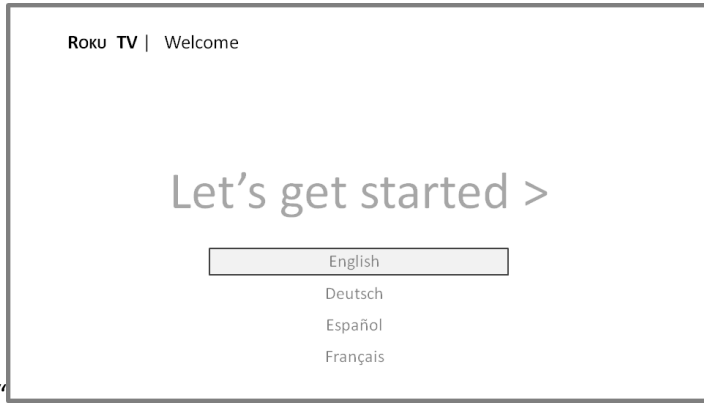 Roku TV | Welcome
Let's get started >
English
Deutsch
Español
Français
“